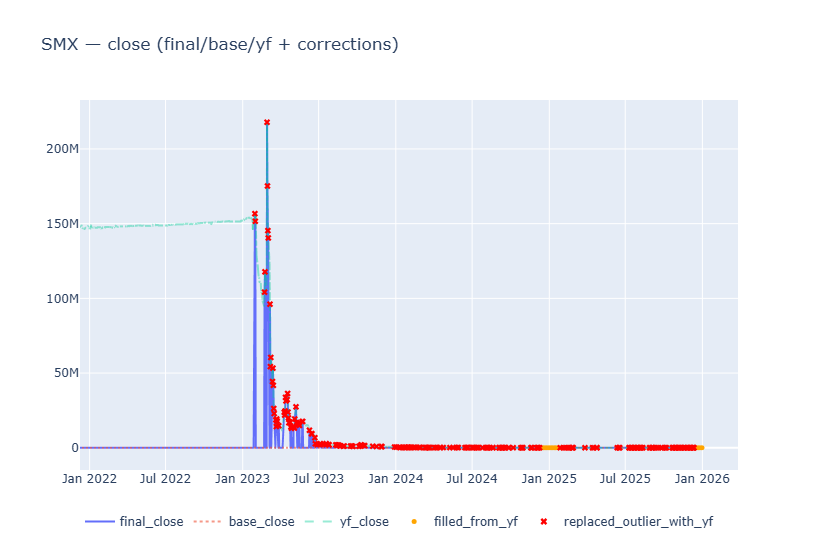 SMX — close (final/base/yf + corrections)
200M
150M
100M
50M
0
Jan 2022 Jul 2022 Jan 2023 Jul 2023 Jan 2024 Jul 2024 Jan 2025 Jul 2025 Jan 2026
final_close base_close yf_close filled_from_yf replaced_outlier_with_yf